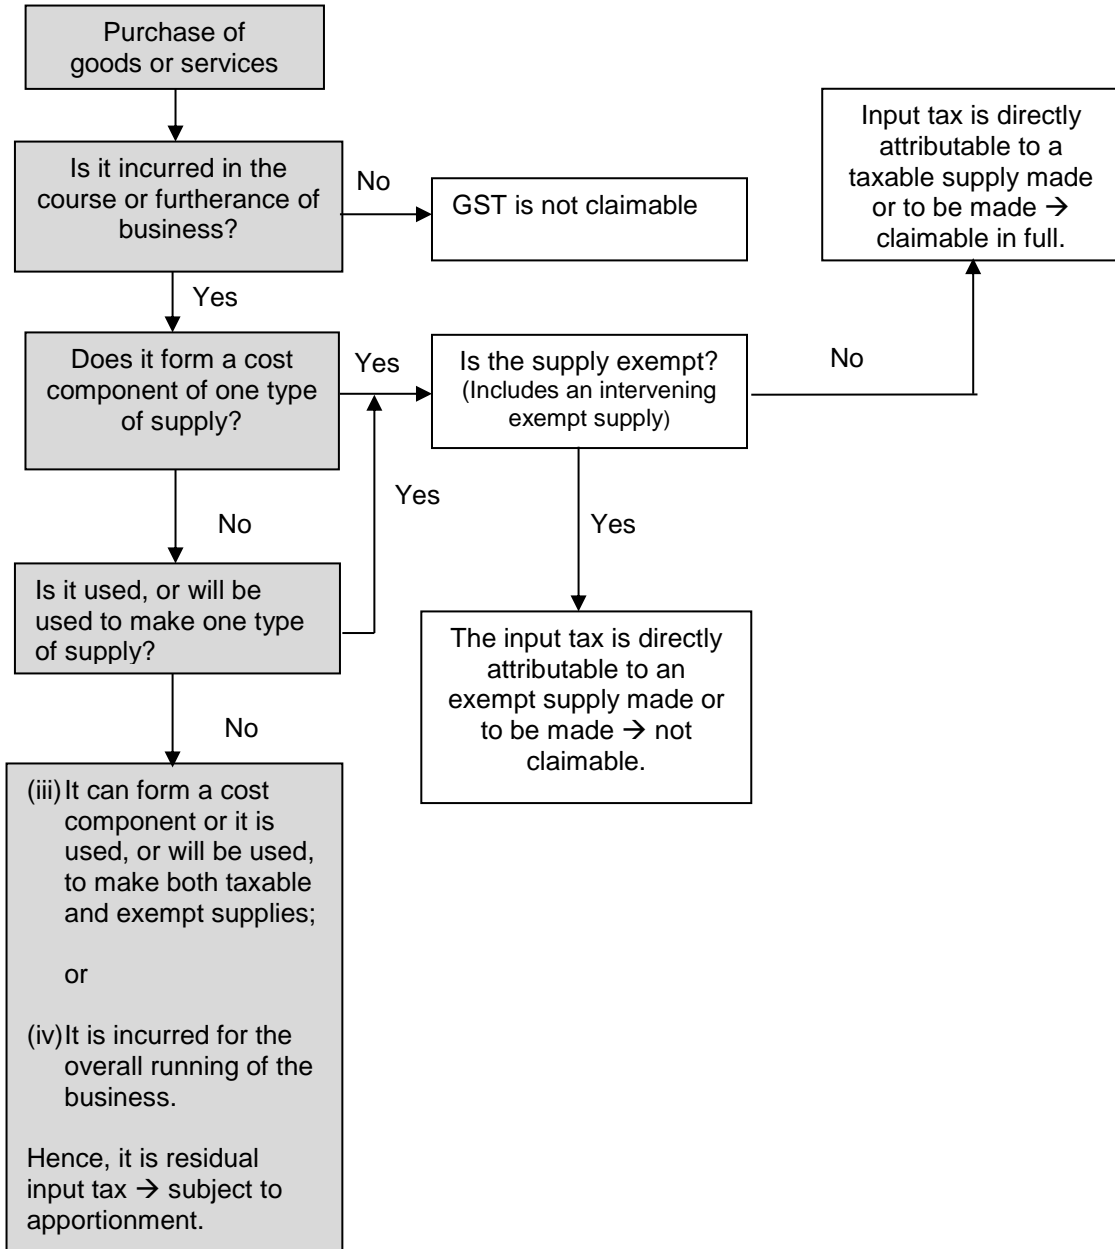 Purchase of
goods or services
Is it incurred in the
course or furtherance of
business?
No
GST is not claimable
Input tax is directly
attributable to a
taxable supply made
or to be made →
claimable in full.
Yes
Does it form a cost
component of one type
of supply?
Yes
Is the supply exempt?
(Includes an intervening
exempt supply)
No
Yes
No
Yes
Is it used, or will be
used to make one type
of supply?
The input tax is directly
attributable to an
exempt supply made or
to be made → not
claimable.
No
(iii) It can form a cost
component or it is
used, or will be used,
to make both taxable
and exempt supplies;
or
(iv) It is incurred for the
overall running of the
business.
Hence, it is residual
input tax → subject to
apportionment.